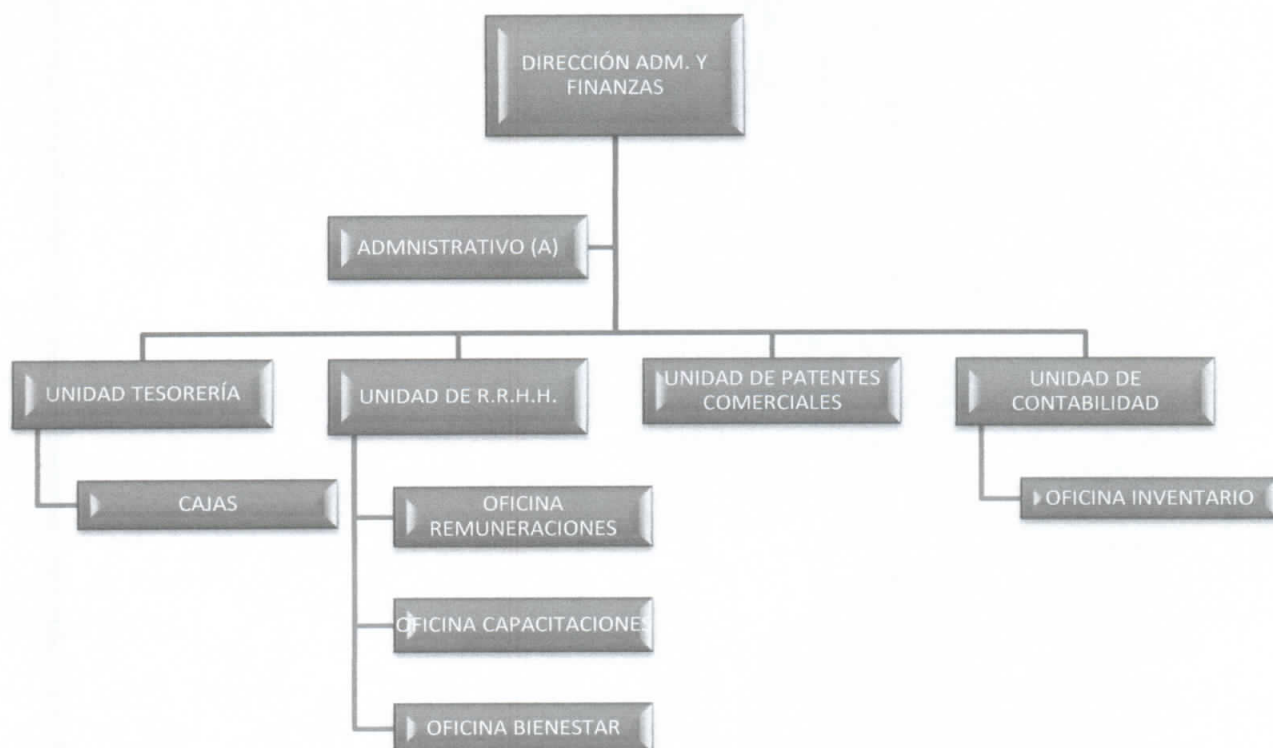 DIRECCIÓN ADM. Y
FINANZAS
ADMNISTRATIVO (A)
UNIDAD TESORERÍA
UNIDAD DE R.R.H.H.
UNIDAD DE PATENTES
COMERCIALES
UNIDAD DE
CONTABILIDAD
CAJAS
OFICINA
REMUNERACIONES
OFICINA INVENTARIO
OFICINA CAPACITACIONES
OFICINA BIENESTAR